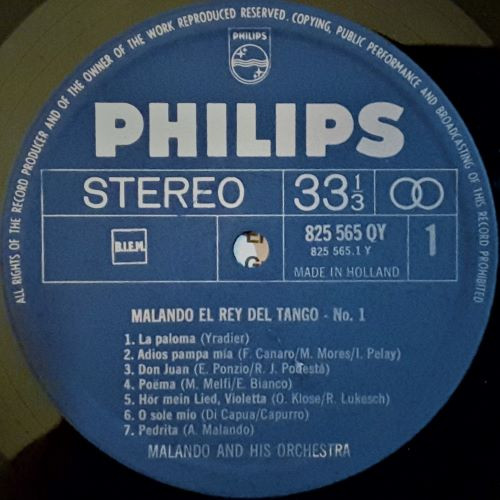 ALL RIGHTS OF THE RECORD PRODUCER AND OF THE OWNER OF THE WORK REPRODUCED RESERVED. COPYING, PUBLIC PERFORMANCE AND BROADCASTING OF THIS RECORD PROHIBITED
PHILIPS
PHILIPS
STEREO 33 1/3
B.I.E.M. 825 565 QY 1
825 565.1 Y
MADE IN HOLLAND
MALANDO EL REY DEL TANGO - No. 1
1. La paloma (Yradier)
2. Adios pampa mía (F. Canaro/M. Mores/I. Pelay)
3. Don Juan (E. Ponzio/R. J. Podestá)
4. Poëma (M. Melfi/E. Bianco)
5. Hör mein Lied, Violetta (O. Klose/R. Lukesch)
6. O sole mio (Di Capua/Capurro)
7. Pedrita (A. Malando)
MALANDO AND HIS ORCHESTRA